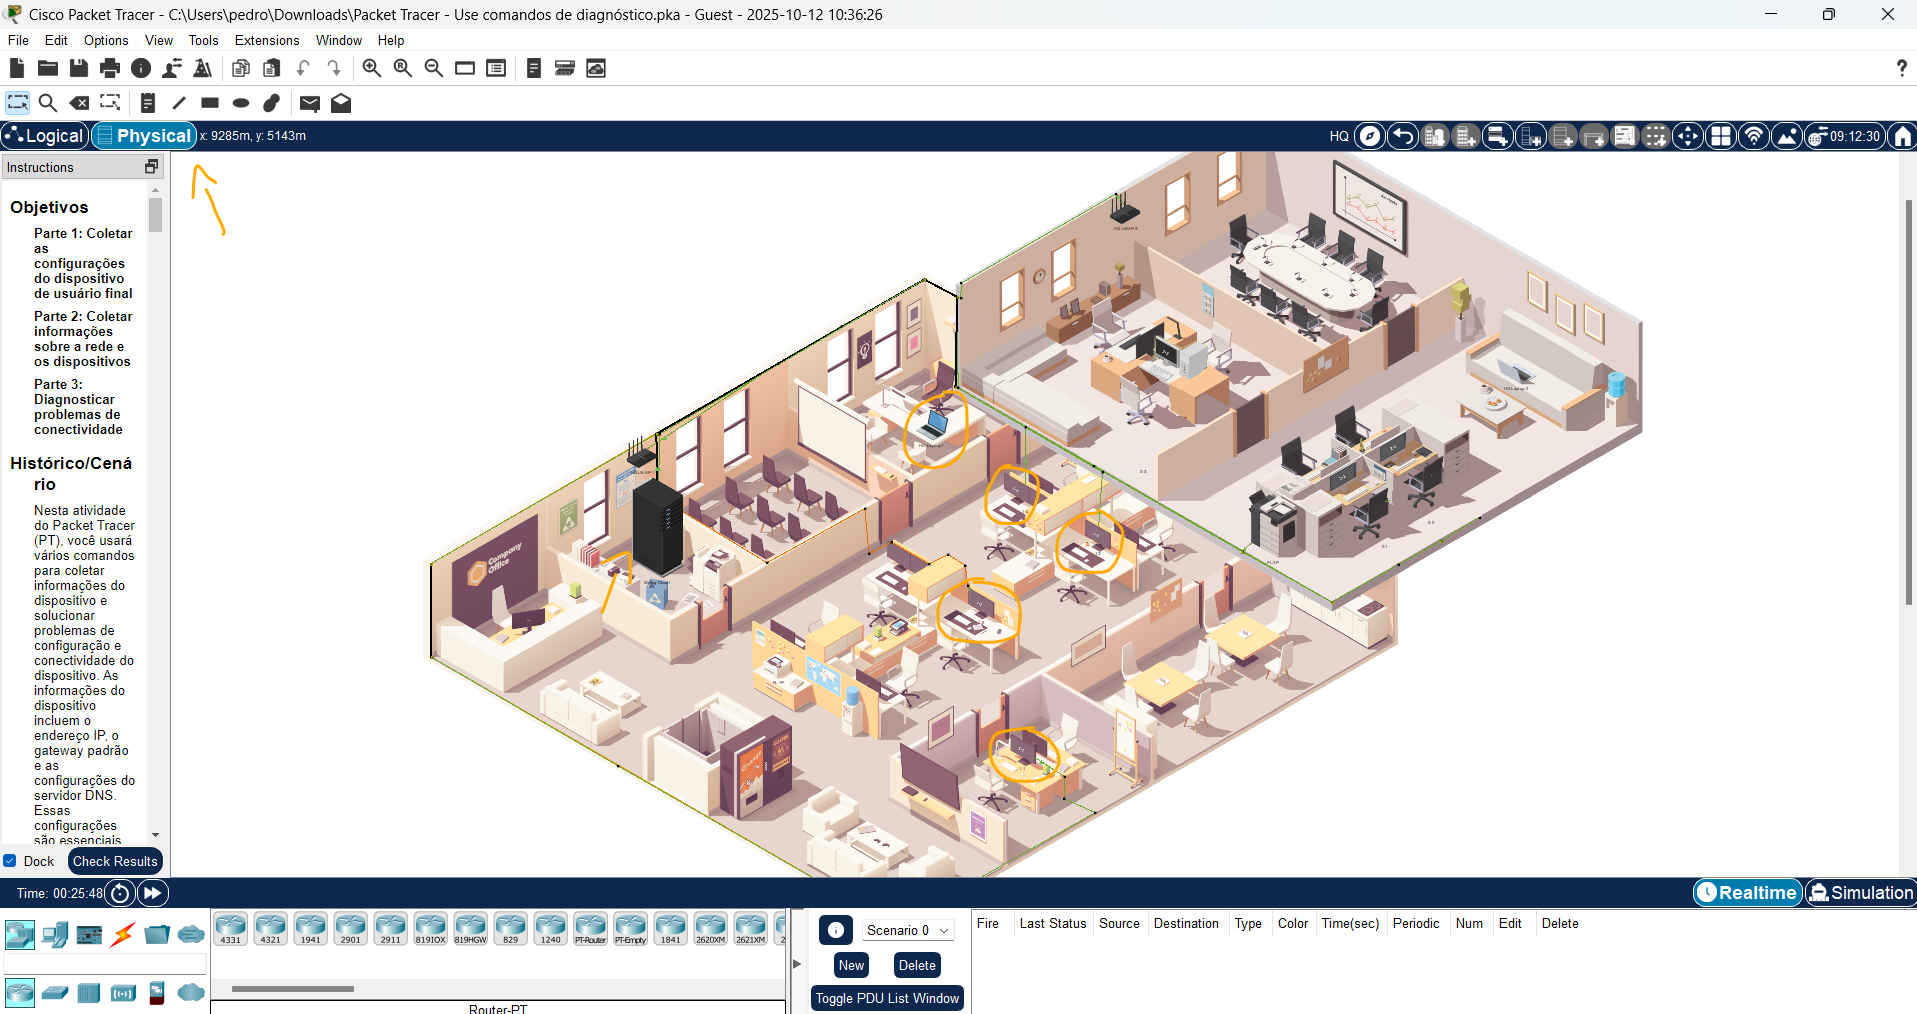 Cisco Packet Tracer - C:\Users\pedro\Downloads\Packet Tracer - Use comandos de diagnóstico.pka - Guest - 2025-10-12 10:36:26
File Edit Options View Tools Extensions Window Help
?
Logical Physical x: 9285m, y: 5143m HQ 09:12:30
Instructions
Objetivos
Parte 1: Coletar
as
configurações
do dispositivo
de usuário final
Parte 2: Coletar
informações
sobre a rede e
os dispositivos
Parte 3:
Diagnosticar
problemas de
conectividade
Histórico/Cená
rio
Nesta atividade
do Packet Tracer
(PT), você usará
vários comandos
para coletar
informações do
dispositivo e
solucionar
problemas de
configuração e
conectividade do
dispositivo. As
informações do
dispositivo
incluem o
endereço IP, o
gateway padrão
e as
configurações do
servidor DNS.
Essas
configurações
são essenciais
Company
Office
Dock Check Results
Time: 00:25:48 Realtime Simulation
4331 4321 1941 2901 2911 819IOX 819HGW 829 1240 PT-Router PT-Empty 1841 2620XM 2621XM
Router-PT
Scenario 0
New Delete
Toggle PDU List Window
Fire Last Status Source Destination Type Color Time(sec) Periodic Num Edit Delete